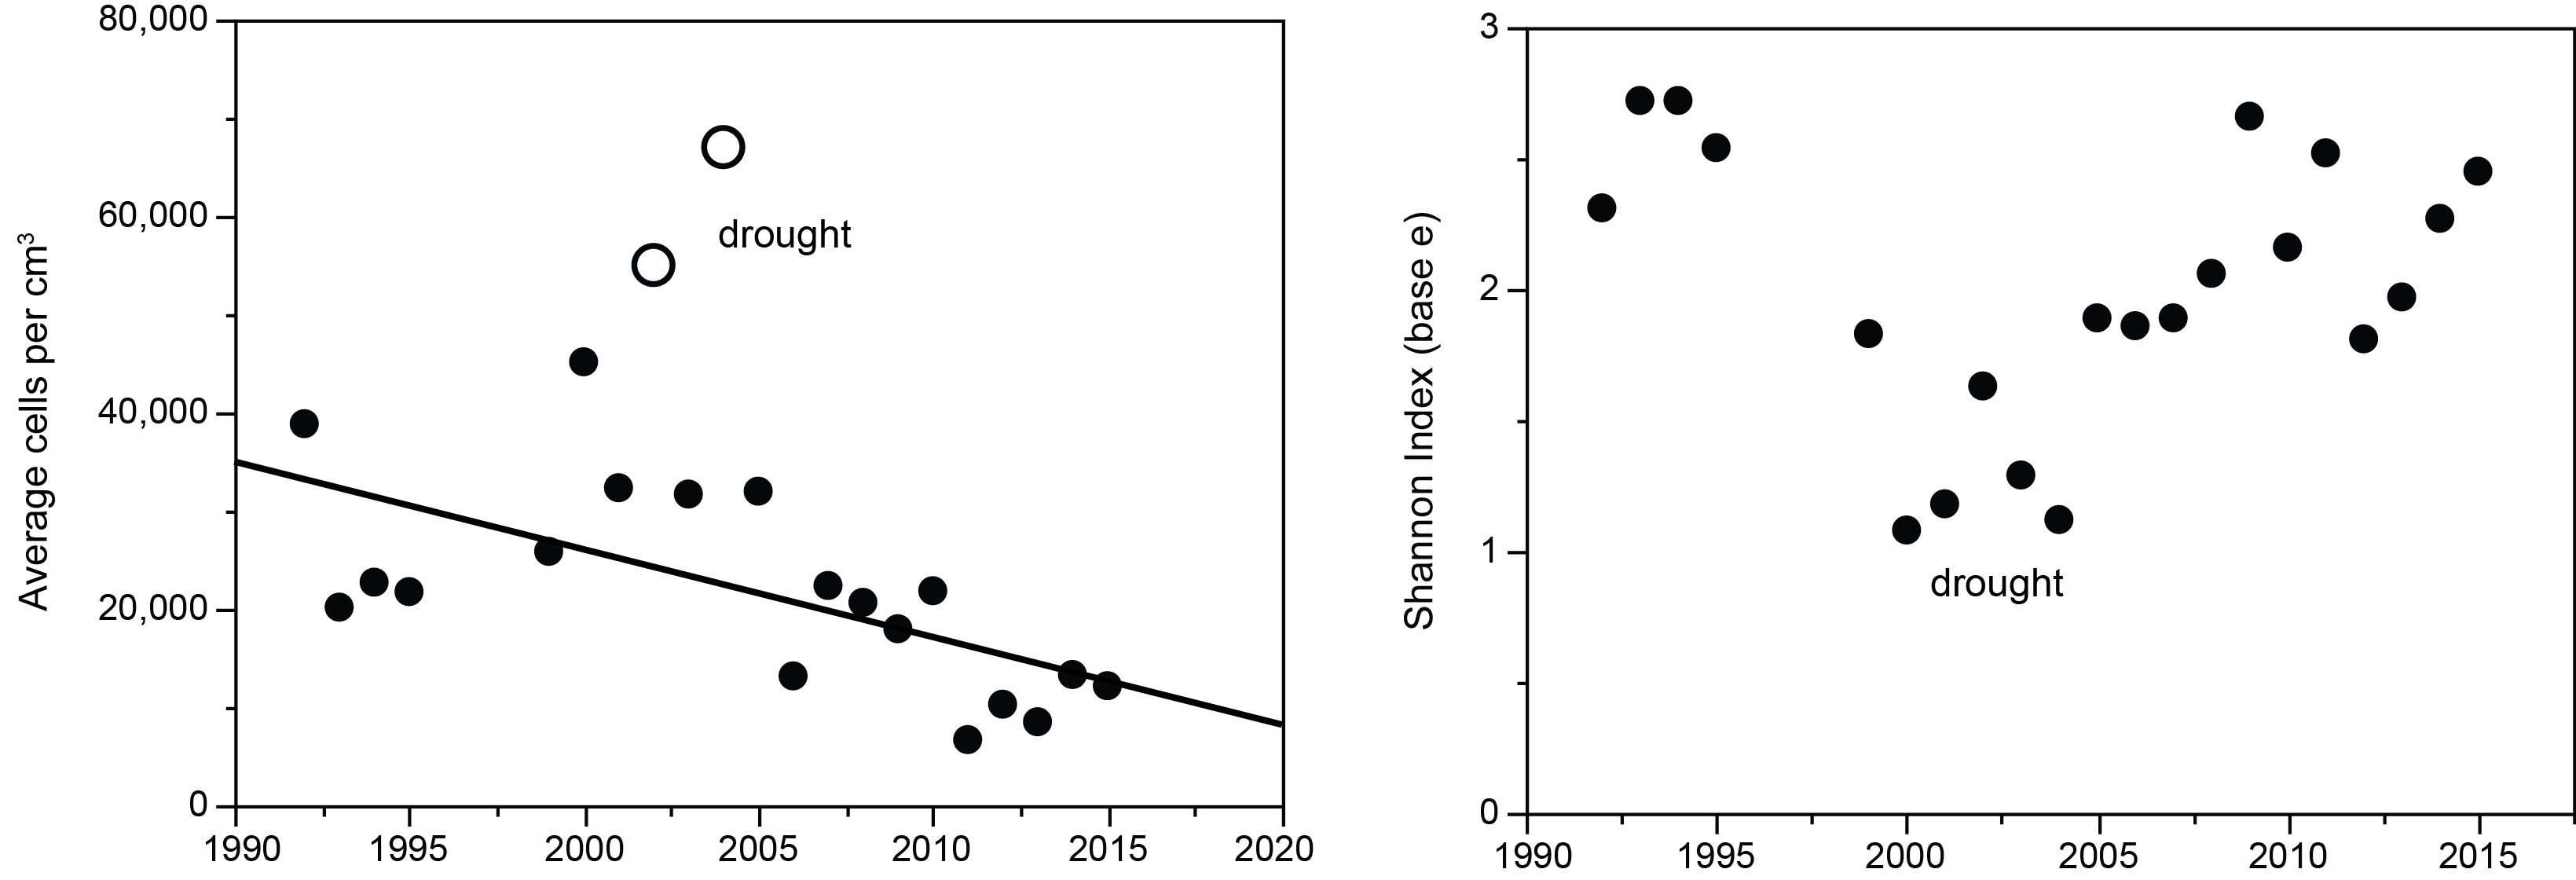 Average cells per cm³
80,000
60,000
40,000
20,000
0
drought
1990 1995 2000 2005 2010 2015 2020
Shannon Index (base e)
3
2
1
0
drought
1990 1995 2000 2005 2010 2015